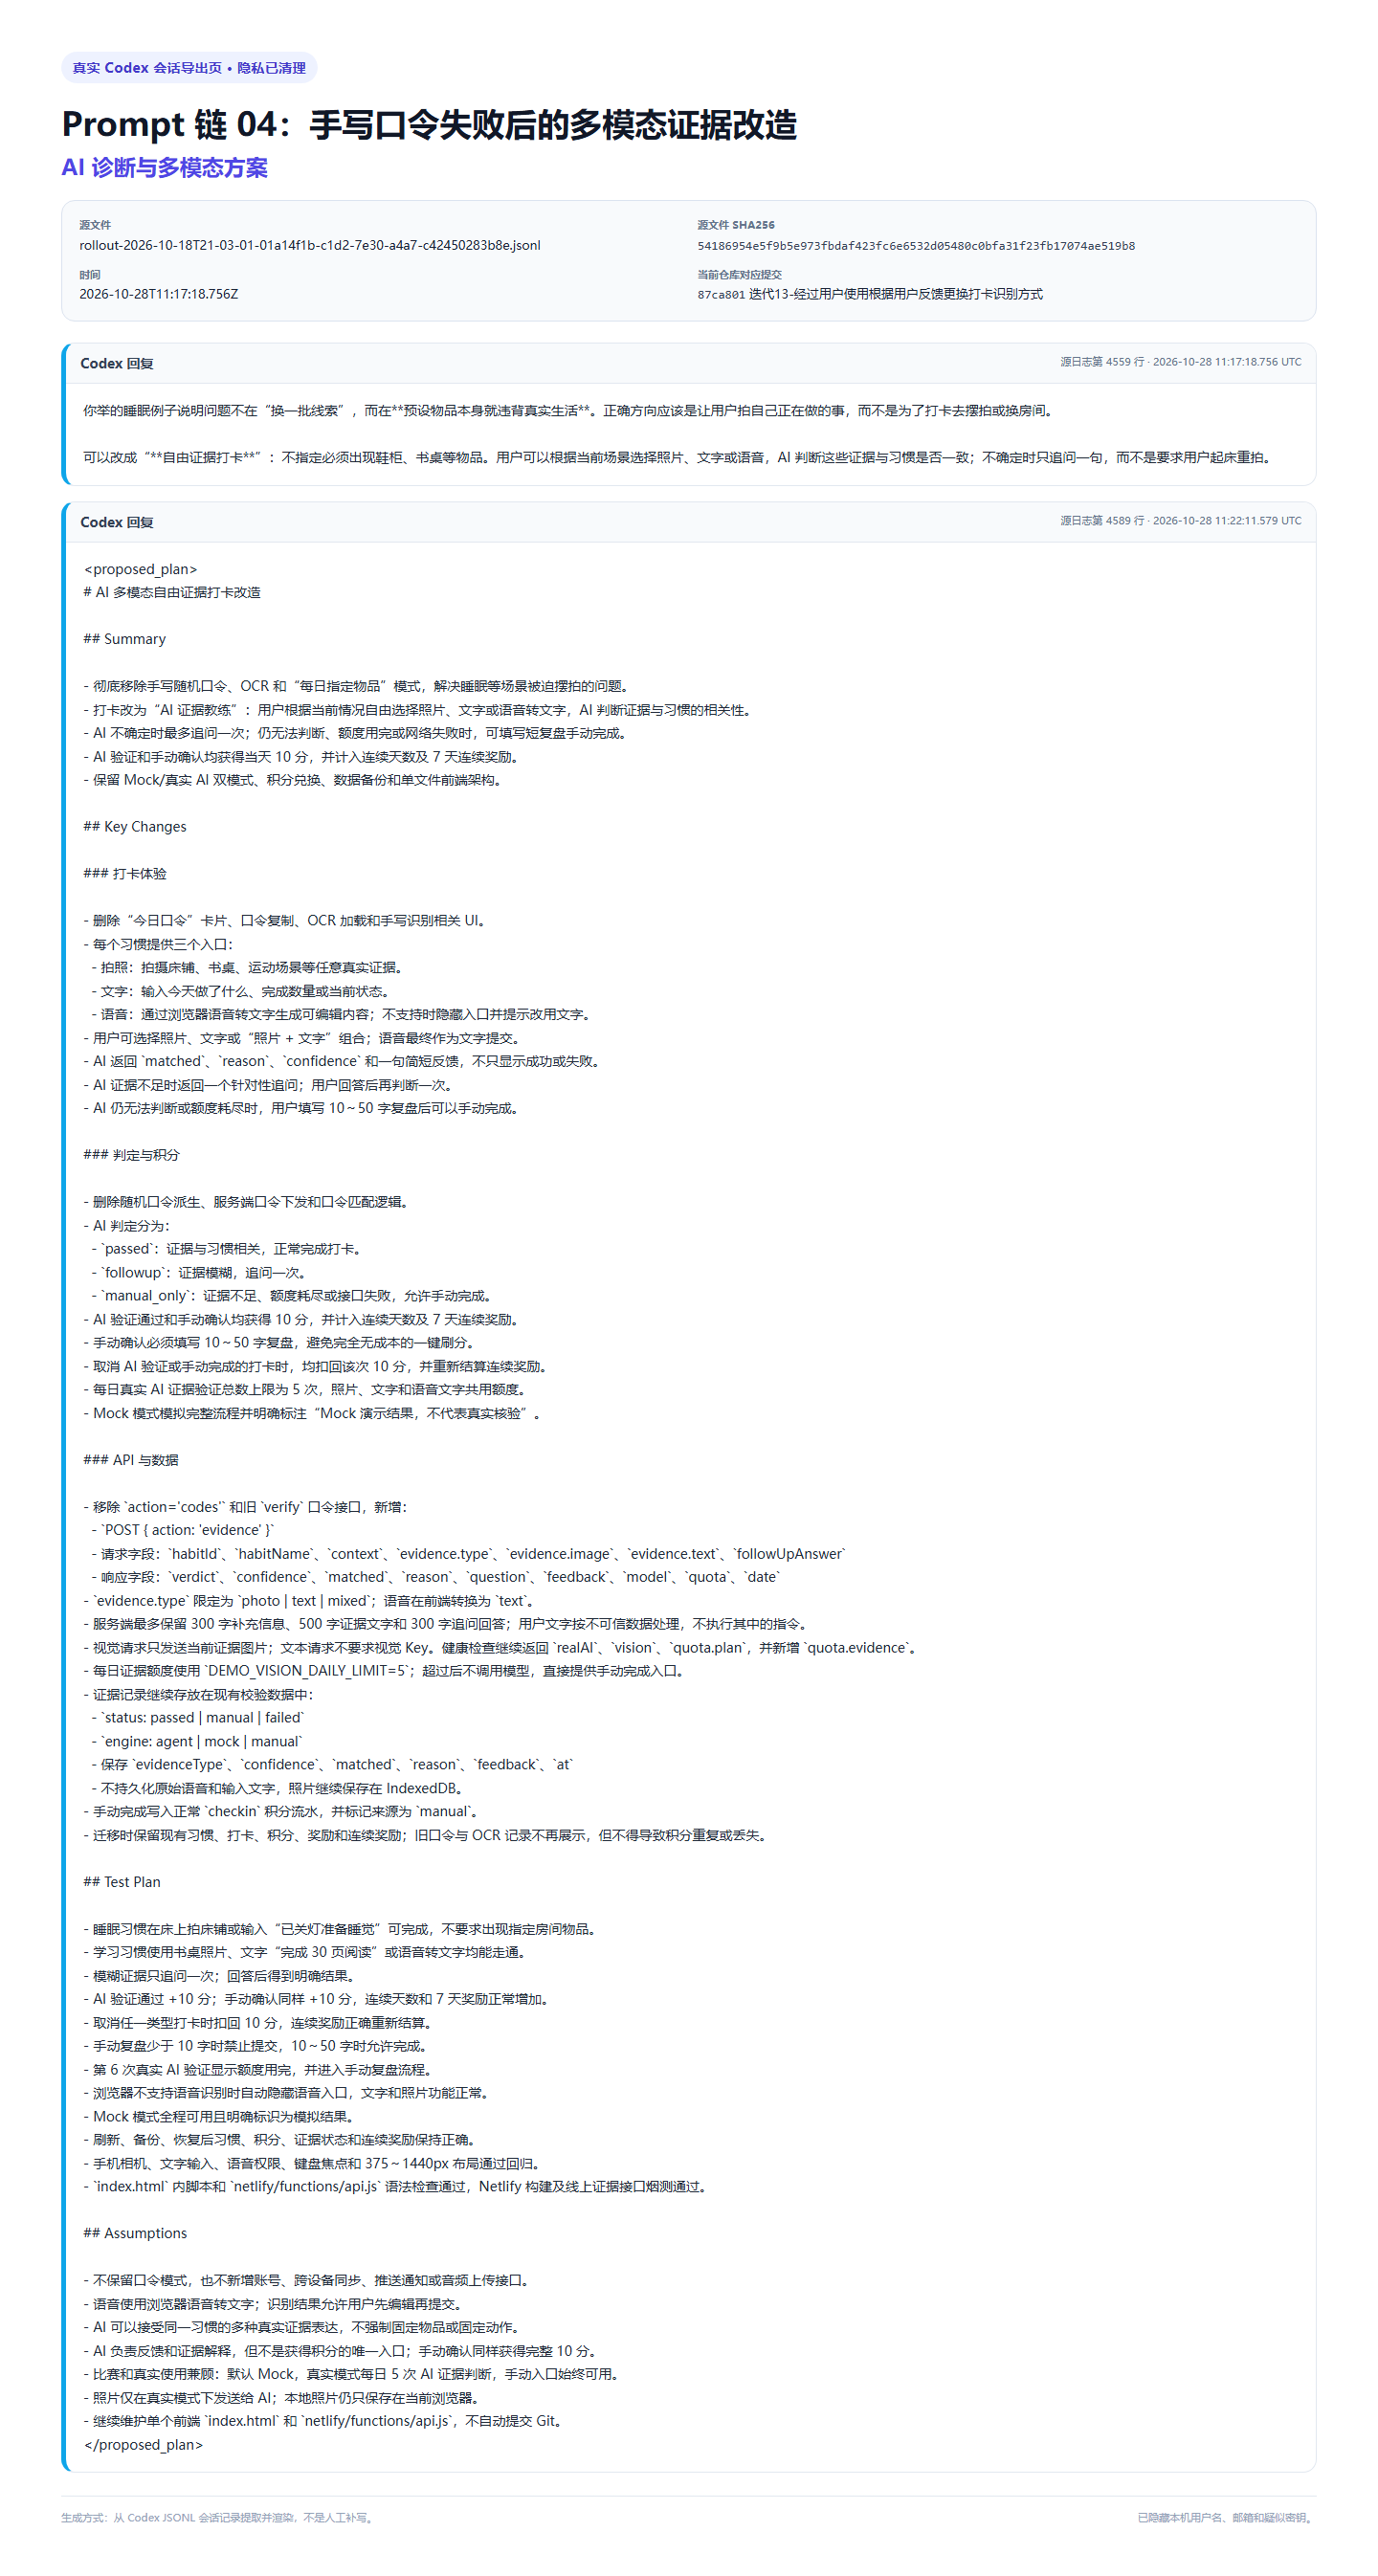 真实 Codex 会话导出页 • 隐私已清理
Prompt 链 04：手写口令失败后的多模态证据改造
AI 诊断与多模态方案
源文件
rollout-2026-10-18T21-03-01-01a14f1b-c1d2-7e30-a4a7-c42450283b8e.jsonl
源文件 SHA256
54186954e5f9b5e973fbdaf423fc6e6532d05480c0bfa31f23fb17074ae519b8
时间
2026-10-28T11:17:18.756Z
当前仓库对应提交
87ca801 迭代13-经过用户使用根据用户反馈更换打卡识别方式
Codex 回复
源日志第 4559 行 · 2026-10-28 11:17:18.756 UTC
你举的睡眠例子说明问题不在“换一批线索”，而在**预设物品本身就违背真实生活**。正确方向应该是让用户拍自己正在做的事，而不是为了打卡去摆拍或换房间。
可以改成“**自由证据打卡**”：不指定必须出现鞋柜、书桌等物品。用户可以根据当前场景选择照片、文字或语音，AI 判断这些证据与习惯是否一致；不确定时只追问一句，而不是要求用户起床重拍。
Codex 回复
源日志第 4589 行 · 2026-10-28 11:22:11.579 UTC
<proposed_plan>
# AI 多模态自由证据打卡改造
## Summary
- 彻底移除手写随机口令、OCR 和“每日指定物品”模式，解决睡眠等场景被迫摆拍的问题。
- 打卡改为“AI 证据教练”：用户根据当前情况自由选择照片、文字或语音转文字，AI 判断证据与习惯的相关性。
- AI 不确定时最多追问一次；仍无法判断、额度用完或网络失败时，可填写短复盘手动完成。
- AI 验证和手动确认均获得当天 10 分，并计入连续天数及 7 天连续奖励。
- 保留 Mock/真实 AI 双模式、积分兑换、数据备份和单文件前端架构。
## Key Changes
### 打卡体验
- 删除“今日口令”卡片、口令复制、OCR 加载和手写识别相关 UI。
- 每个习惯提供三个入口：
- 拍照：拍摄床铺、书桌、运动场景等任意真实证据。
- 文字：输入今天做了什么、完成数量或当前状态。
- 语音：通过浏览器语音转文字生成可编辑内容；不支持时隐藏入口并提示改用文字。
- 用户可选择照片、文字或“照片 + 文字”组合；语音最终作为文字提交。
- AI 返回 `matched`、`reason`、`confidence` 和一句简短反馈，不只显示成功或失败。
- AI 证据不足时返回一个针对性追问；用户回答后再判断一次。
- AI 仍无法判断或额度耗尽时，用户填写 10～50 字复盘后可以手动完成。
### 判定与积分
- 删除随机口令派生、服务端口令下发和口令匹配逻辑。
- AI 判定分为：
- `passed`：证据与习惯相关，正常完成打卡。
- `followup`：证据模糊，追问一次。
- `manual_only`：证据不足、额度耗尽或接口失败，允许手动完成。
- AI 验证通过和手动确认均获得 10 分，并计入连续天数及 7 天连续奖励。
- 手动确认必须填写 10～50 字复盘，避免完全无成本的一键刷分。
- 取消 AI 验证或手动完成的打卡时，均扣回该次 10 分，并重新结算连续奖励。
- 每日真实 AI 证据验证总数上限为 5 次，照片、文字和语音文字共用额度。
- Mock 模式模拟完整流程并明确标注“Mock 演示结果，不代表真实核验”。
### API 与数据
- 移除 `action='codes'` 和旧 `verify` 口令接口，新增：
- `POST { action: 'evidence' }`
- 请求字段：`habitId`、`habitName`、`context`、`evidence.type`、`evidence.image`、`evidence.text`、`followUpAnswer`
- 响应字段：`verdict`、`confidence`、`matched`、`reason`、`question`、`feedback`、`model`、`quota`、`date`
- `evidence.type` 限定为 `photo | text | mixed`；语音在前端转换为 `text`。
- 服务端最多保留 300 字补充信息、500 字证据文字和 300 字追问回答；用户文字按不可信数据处理，不执行其中的指令。
- 视觉请求只发送当前证据图片；文本请求不要求视觉 Key。健康检查继续返回 `realAI`、`vision`、`quota.plan`，并新增 `quota.evidence`。
- 每日证据额度使用 `DEMO_VISION_DAILY_LIMIT=5`；超过后不调用模型，直接提供手动完成入口。
- 证据记录继续存放在现有校验数据中：
- `status: passed | manual | failed`
- `engine: agent | mock | manual`
- 保存 `evidenceType`、`confidence`、`matched`、`reason`、`feedback`、`at`
- 不持久化原始语音和输入文字，照片继续保存在 IndexedDB。
- 手动完成写入正常 `checkin` 积分流水，并标记来源为 `manual`。
- 迁移时保留现有习惯、打卡、积分、奖励和连续奖励；旧口令与 OCR 记录不再展示，但不得导致积分重复或丢失。
## Test Plan
- 睡眠习惯在床上拍床铺或输入“已关灯准备睡觉”可完成，不要求出现指定房间物品。
- 学习习惯使用书桌照片、文字“完成 30 页阅读”或语音转文字均能走通。
- 模糊证据只追问一次；回答后得到明确结果。
- AI 验证通过 +10 分；手动确认同样 +10 分，连续天数和 7 天奖励正常增加。
- 取消任一类型打卡时扣回 10 分，连续奖励正确重新结算。
- 手动复盘少于 10 字时禁止提交，10～50 字时允许完成。
- 第 6 次真实 AI 验证显示额度用完，并进入手动复盘流程。
- 浏览器不支持语音识别时自动隐藏语音入口，文字和照片功能正常。
- Mock 模式全程可用且明确标识为模拟结果。
- 刷新、备份、恢复后习惯、积分、证据状态和连续奖励保持正确。
- 手机相机、文字输入、语音权限、键盘焦点和 375～1440px 布局通过回归。
- `index.html` 内脚本和 `netlify/functions/api.js` 语法检查通过，Netlify 构建及线上证据接口烟测通过。
## Assumptions
- 不保留口令模式，也不新增账号、跨设备同步、推送通知或音频上传接口。
- 语音使用浏览器语音转文字；识别结果允许用户先编辑再提交。
- AI 可以接受同一习惯的多种真实证据表达，不强制固定物品或固定动作。
- AI 负责反馈和证据解释，但不是获得积分的唯一入口；手动确认同样获得完整 10 分。
- 比赛和真实使用兼顾：默认 Mock，真实模式每日 5 次 AI 证据判断，手动入口始终可用。
- 照片仅在真实模式下发送给 AI；本地照片仍只保存在当前浏览器。
- 继续维护单个前端 `index.html` 和 `netlify/functions/api.js`，不自动提交 Git。
</proposed_plan>
生成方式：从 Codex JSONL 会话记录提取并渲染，不是人工补写。
已隐藏本机用户名、邮箱和疑似密钥。